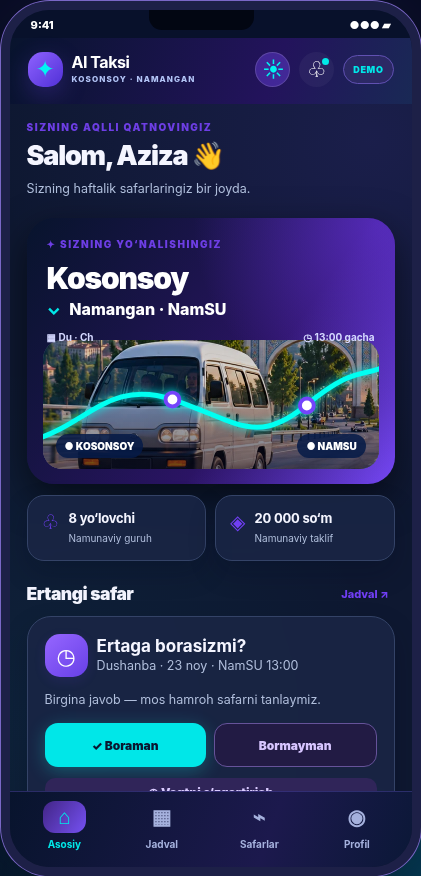 9:41
AI Taksi
KOSONSOY · NAMANGAN
DEMO
SIZNING AQLLI QATNOVINGIZ
Salom, Aziza 👋
Sizning haftalik safarlaringiz bir joyda.
SIZNING YO‘NALISHINGIZ
Kosonsoy
Namangan · NamSU
Du · Ch
13:00 gacha
KOSONSOY
NAMSU
8 yo‘lovchi
Namunaviy guruh
20 000 so‘m
Namunaviy taklif
Ertangi safar
Jadval ↗
Ertaga borasizmi?
Dushanba · 23 noy · NamSU 13:00
Birgina javob — mos hamroh safarni tanlaymiz.
✓ Boraman
Bormayman
Asosiy
Jadval
Safarlar
Profil